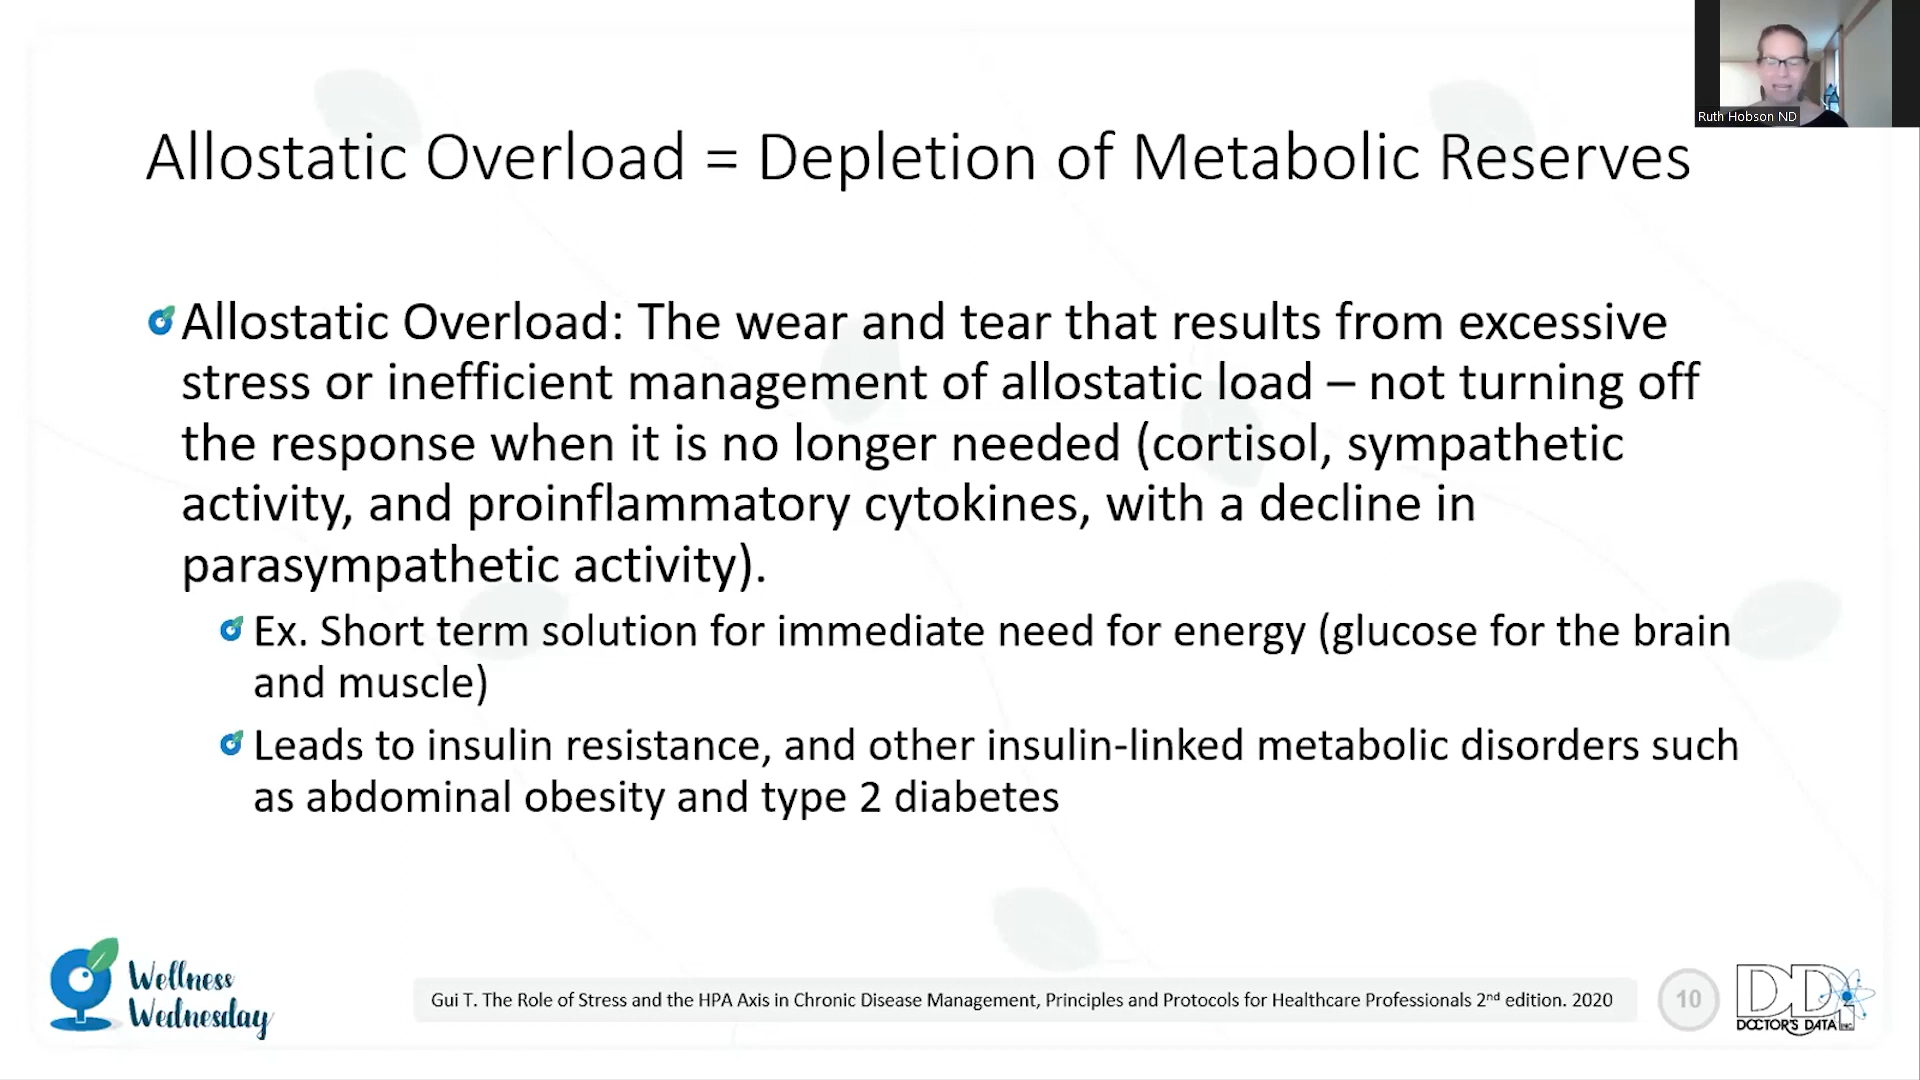 Ruth Hobson ND
Allostatic Overload = Depletion of Metabolic Reserves
Allostatic Overload: The wear and tear that results from excessive
stress or inefficient management of allostatic load – not turning off
the response when it is no longer needed (cortisol, sympathetic
activity, and proinflammatory cytokines, with a decline in
parasympathetic activity).
Ex. Short term solution for immediate need for energy (glucose for the brain
and muscle)
Leads to insulin resistance, and other insulin-linked metabolic disorders such
as abdominal obesity and type 2 diabetes
Wellness
Wednesday
Gui T. The Role of Stress and the HPA Axis in Chronic Disease Management, Principles and Protocols for Healthcare Professionals 2nd edition. 2020
10
DDI
DOCTOR'S DATA